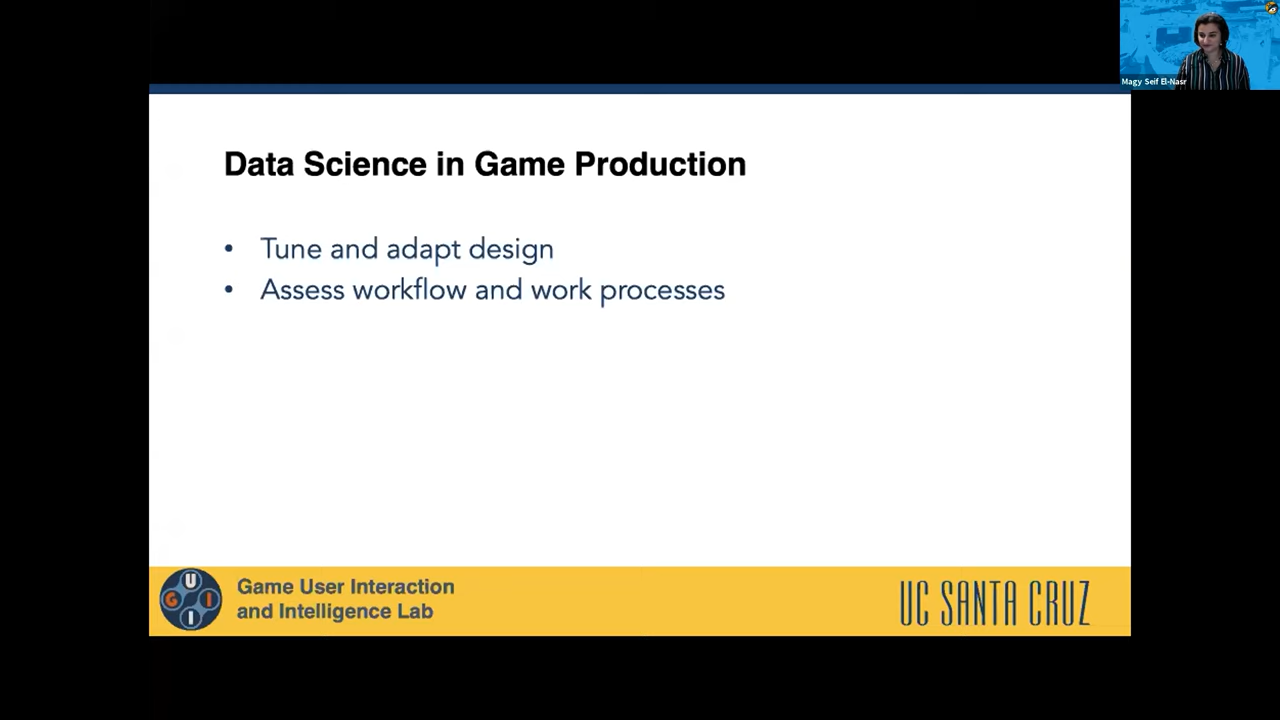 Magy Seif El-Nasr
Data Science in Game Production
• Tune and adapt design
• Assess workflow and work processes
U
G I
I
Game User Interaction
and Intelligence Lab
UC SANTA CRUZ